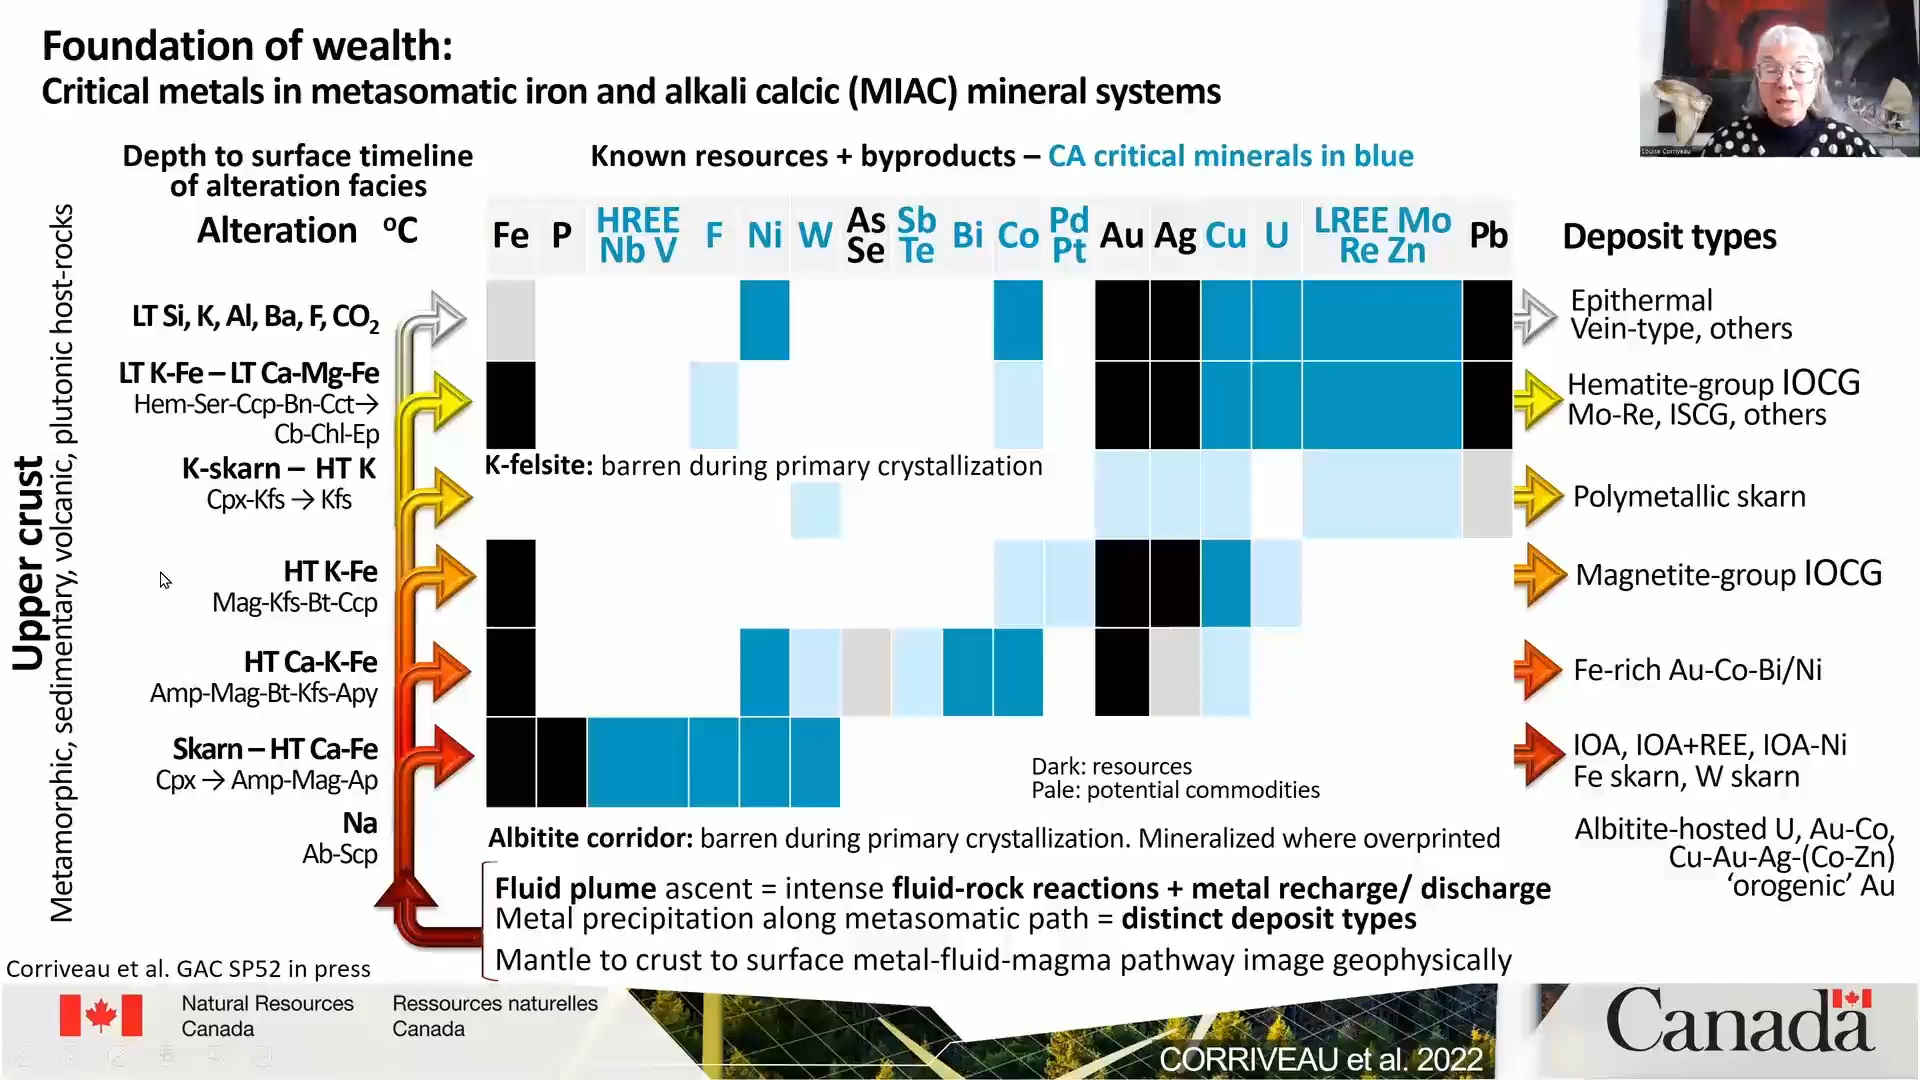 Foundation of wealth:
Critical metals in metasomatic iron and alkali calcic (MIAC) mineral systems
Louise Corriveau
Depth to surface timeline
of alteration facies
Alteration ºC
Known resources + byproducts – CA critical minerals in blue
Fe
P
HREE
Nb V
F
Ni
W
As
Se
Sb
Te
Bi
Co
Pd
Pt
Au
Ag
Cu
U
LREE Mo
Re Zn
Pb
Deposit types
Upper crust
Metamorphic, sedimentary, volcanic, plutonic host-rocks
LT Si, K, Al, Ba, F, CO₂
Epithermal
Vein-type, others
LT K-Fe – LT Ca-Mg-Fe
Hem-Ser-Ccp-Bn-Cct→
Cb-Chl-Ep
Hematite-group IOCG
Mo-Re, ISCG, others
K-skarn – HT K
Cpx-Kfs → Kfs
K-felsite: barren during primary crystallization
Polymetallic skarn
HT K-Fe
Mag-Kfs-Bt-Ccp
Magnetite-group IOCG
HT Ca-K-Fe
Amp-Mag-Bt-Kfs-Apy
Fe-rich Au-Co-Bi/Ni
Skarn – HT Ca-Fe
Cpx → Amp-Mag-Ap
Dark: resources
Pale: potential commodities
IOA, IOA+REE, IOA-Ni
Fe skarn, W skarn
Na
Ab-Scp
Albitite corridor: barren during primary crystallization. Mineralized where overprinted
Albitite-hosted U, Au-Co,
Cu-Au-Ag-(Co-Zn)
‘orogenic’ Au
Fluid plume ascent = intense fluid-rock reactions + metal recharge/ discharge
Metal precipitation along metasomatic path = distinct deposit types
Mantle to crust to surface metal-fluid-magma pathway image geophysically
Corriveau et al. GAC SP52 in press
Natural Resources
Canada
Ressources naturelles
Canada
CORRIVEAU et al. 2022
Canada